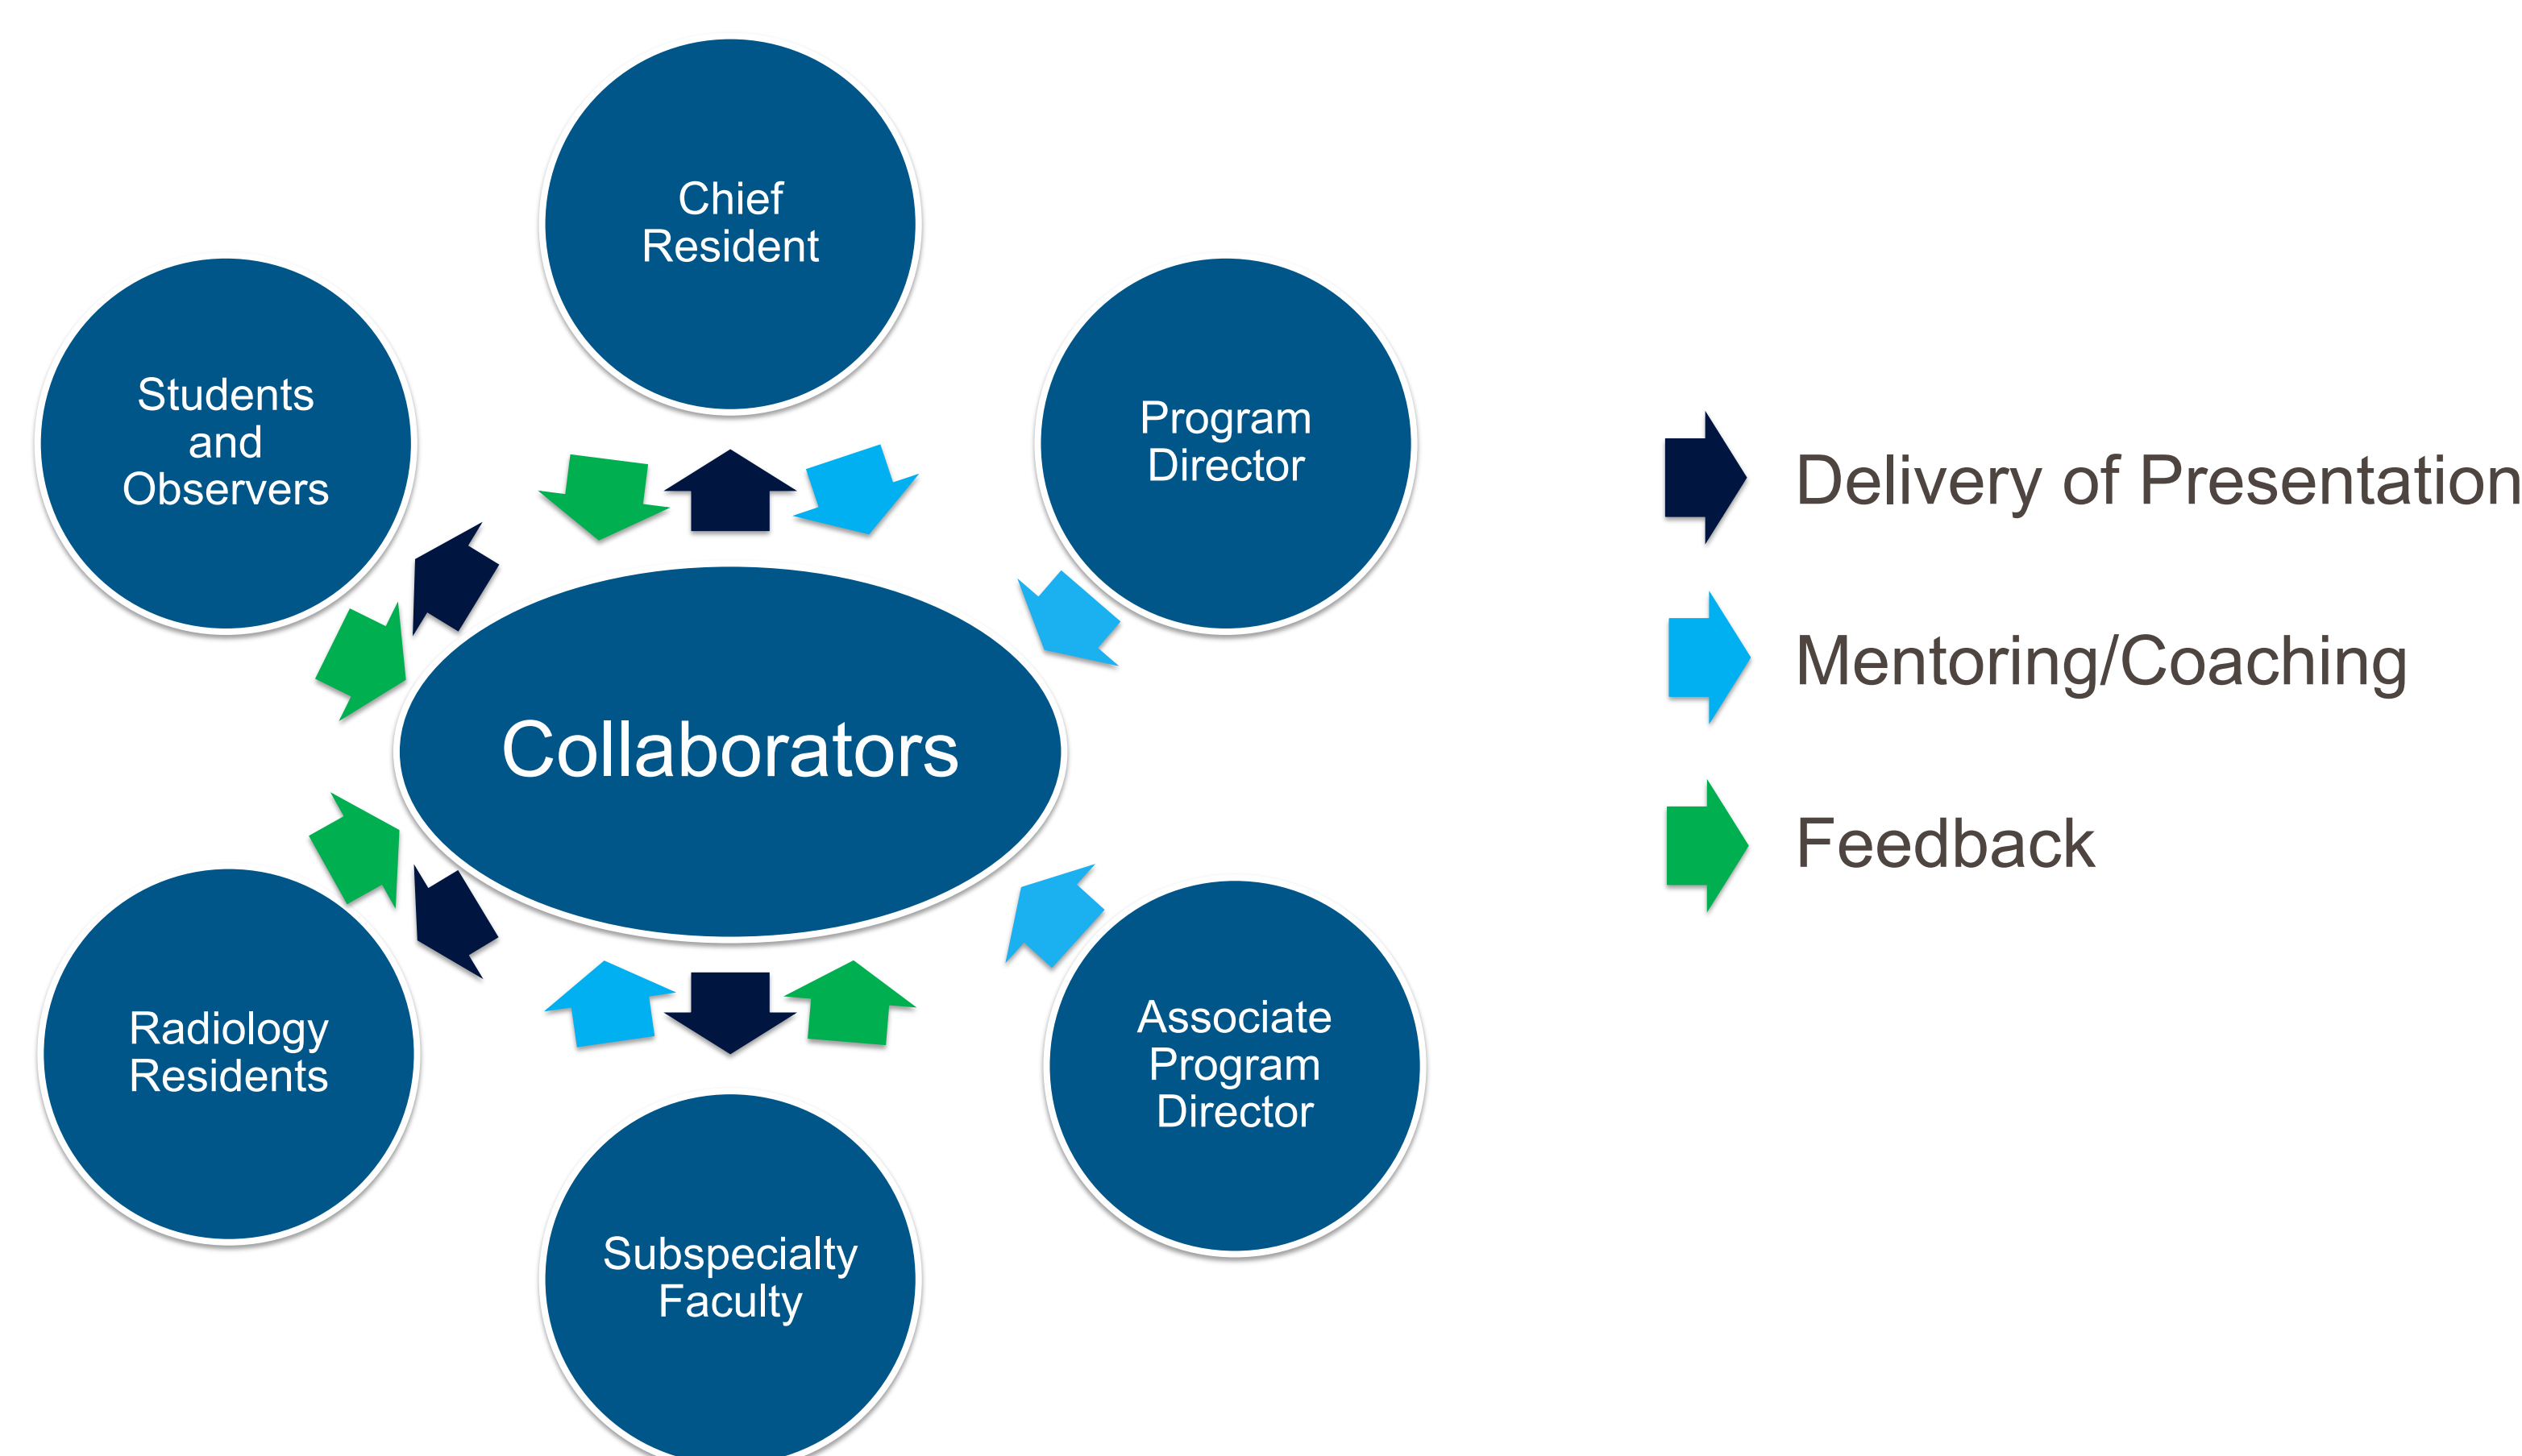 Chief
Resident
Students
and
Observers
Program
Director
Collaborators
Radiology
Residents
Associate
Program
Director
Subspecialty
Faculty
Delivery of Presentation
Mentoring/Coaching
Feedback